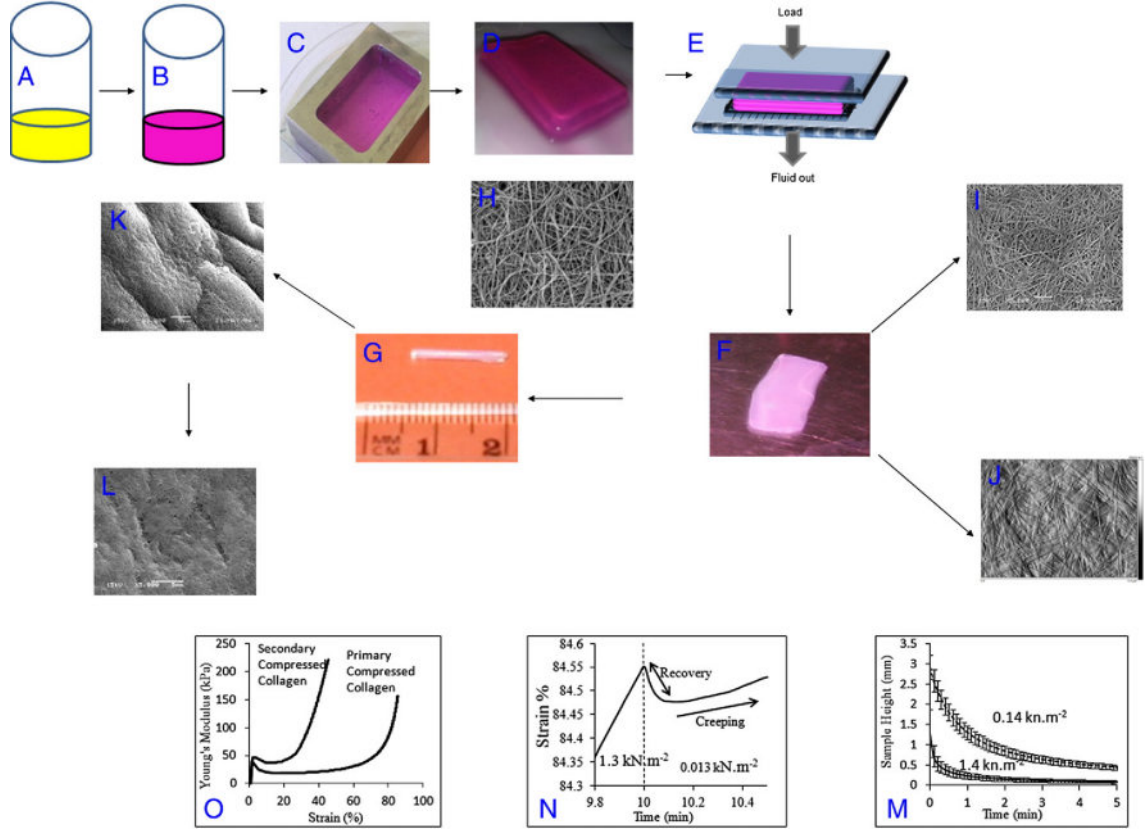 A
B
C
D
E
Load
Fluid out
K
H
I
G
F
MM
CM
1
2
L
J
250
200
150
100
50
0
Young's Modulus (kPa)
Secondary
Compressed
Collagen
Primary
Compressed
Collagen
0 20 40 60 80 100
Strain (%)
O
84.6
84.55
84.5
84.45
84.4
84.35
84.3
Strain %
Recovery
Creeping
1.3 kN.m-2
0.013 kN.m-2
9.8 10 10.2 10.4
Time (min)
N
3.5
3
2.5
2
1.5
1
0.5
0
Sample Height (mm)
0.14 kn.m-2
1.4 kn.m-2
0 1 2 3 4 5
Time (min)
M